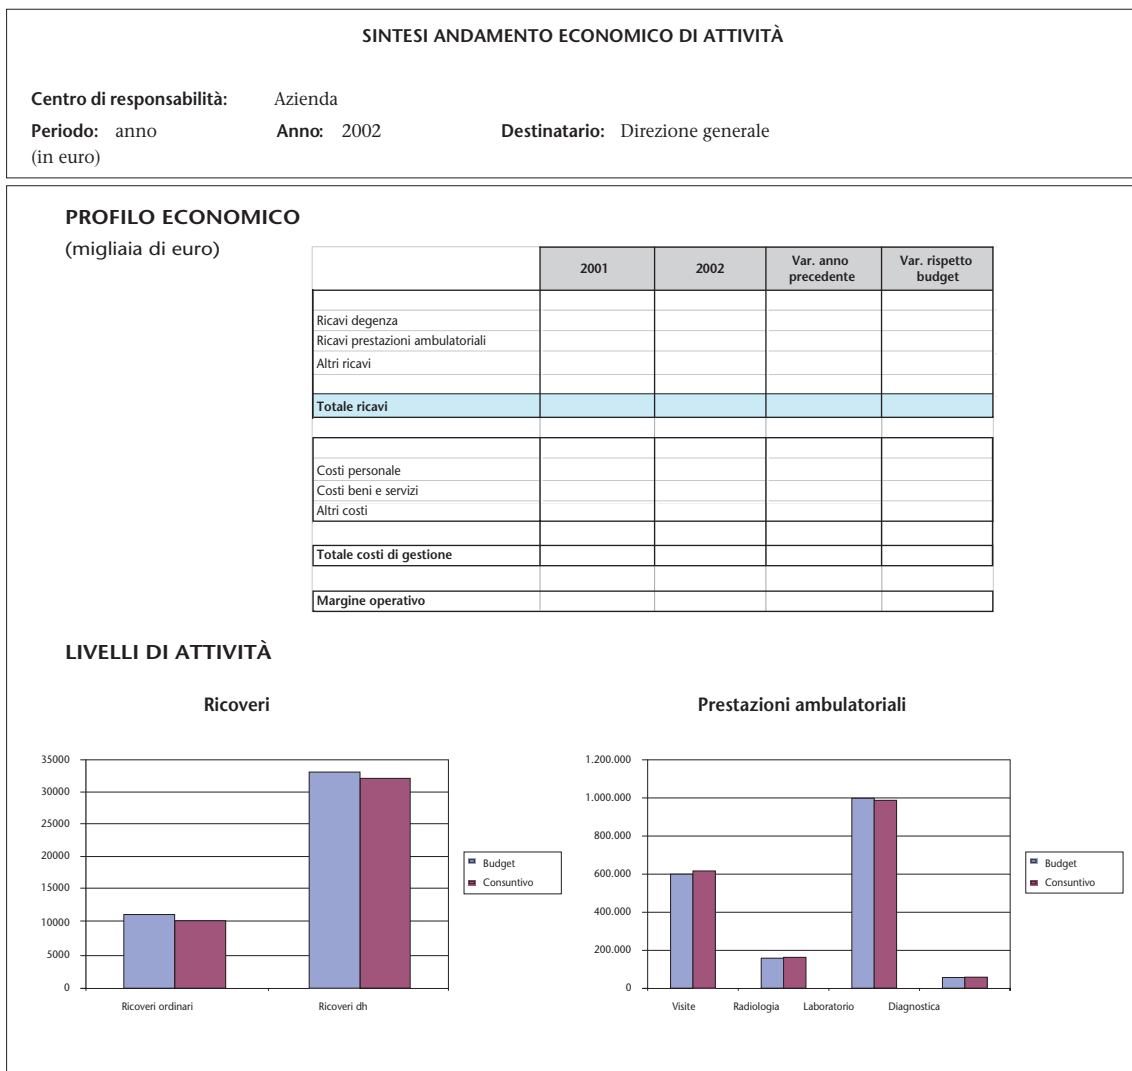 SINTESI ANDAMENTO ECONOMICO DI ATTIVITÀ
Centro di responsabilità: Azienda
Periodo: anno Anno: 2002 Destinatario: Direzione generale
(in euro)
PROFILO ECONOMICO
(migliaia di euro)
2001 2002 Var. anno precedente Var. rispetto budget
Ricavi degenza
Ricavi prestazioni ambulatoriali
Altri ricavi
Totale ricavi
Costi personale
Costi beni e servizi
Altri costi
Totale costi di gestione
Margine operativo
LIVELLI DI ATTIVITÀ
Ricoveri
35000
30000
25000
20000
15000
10000
5000
0
Ricoveri ordinari Ricoveri dh
Budget
Consuntivo
Prestazioni ambulatoriali
1.200.000
1.000.000
800.000
600.000
400.000
200.000
0
Visite Radiologia Laboratorio Diagnostica
Budget
Consuntivo